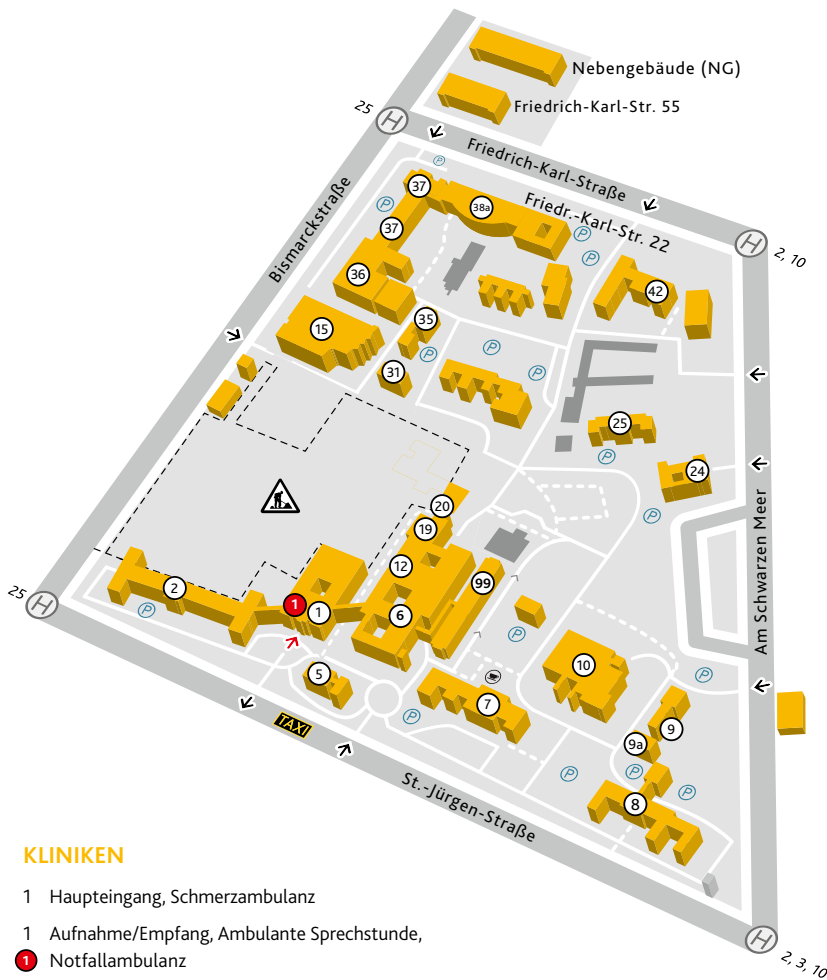 Nebengebäude (NG)
Friedrich-Karl-Str. 55
25
H
Friedrich-Karl-Straße
P
37
Friedr.-Karl-Str. 22
38a
P
Bismarckstraße
37
P
H
2, 10
P
36
42
15
35
P
P
31
P
25
P
24
20
P
19
Am Schwarzen Meer
12
99
2
25
H
1
1
6
P
P
10
5
P
7
P
9
9a
TAXI
P
P
P
8
St.-Jürgen-Straße
H
2, 3, 10
KLINIKEN
1 Haupteingang, Schmerzambulanz
1 Aufnahme/Empfang, Ambulante Sprechstunde,
1 Notfallambulanz